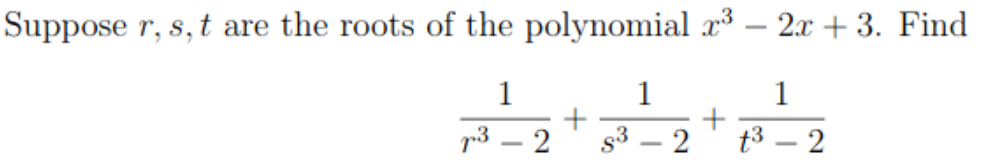 Suppose r, s, t are the roots of the polynomial x³ − 2x + 3. Find
1/(r³ − 2) + 1/(s³ − 2) + 1/(t³ − 2)